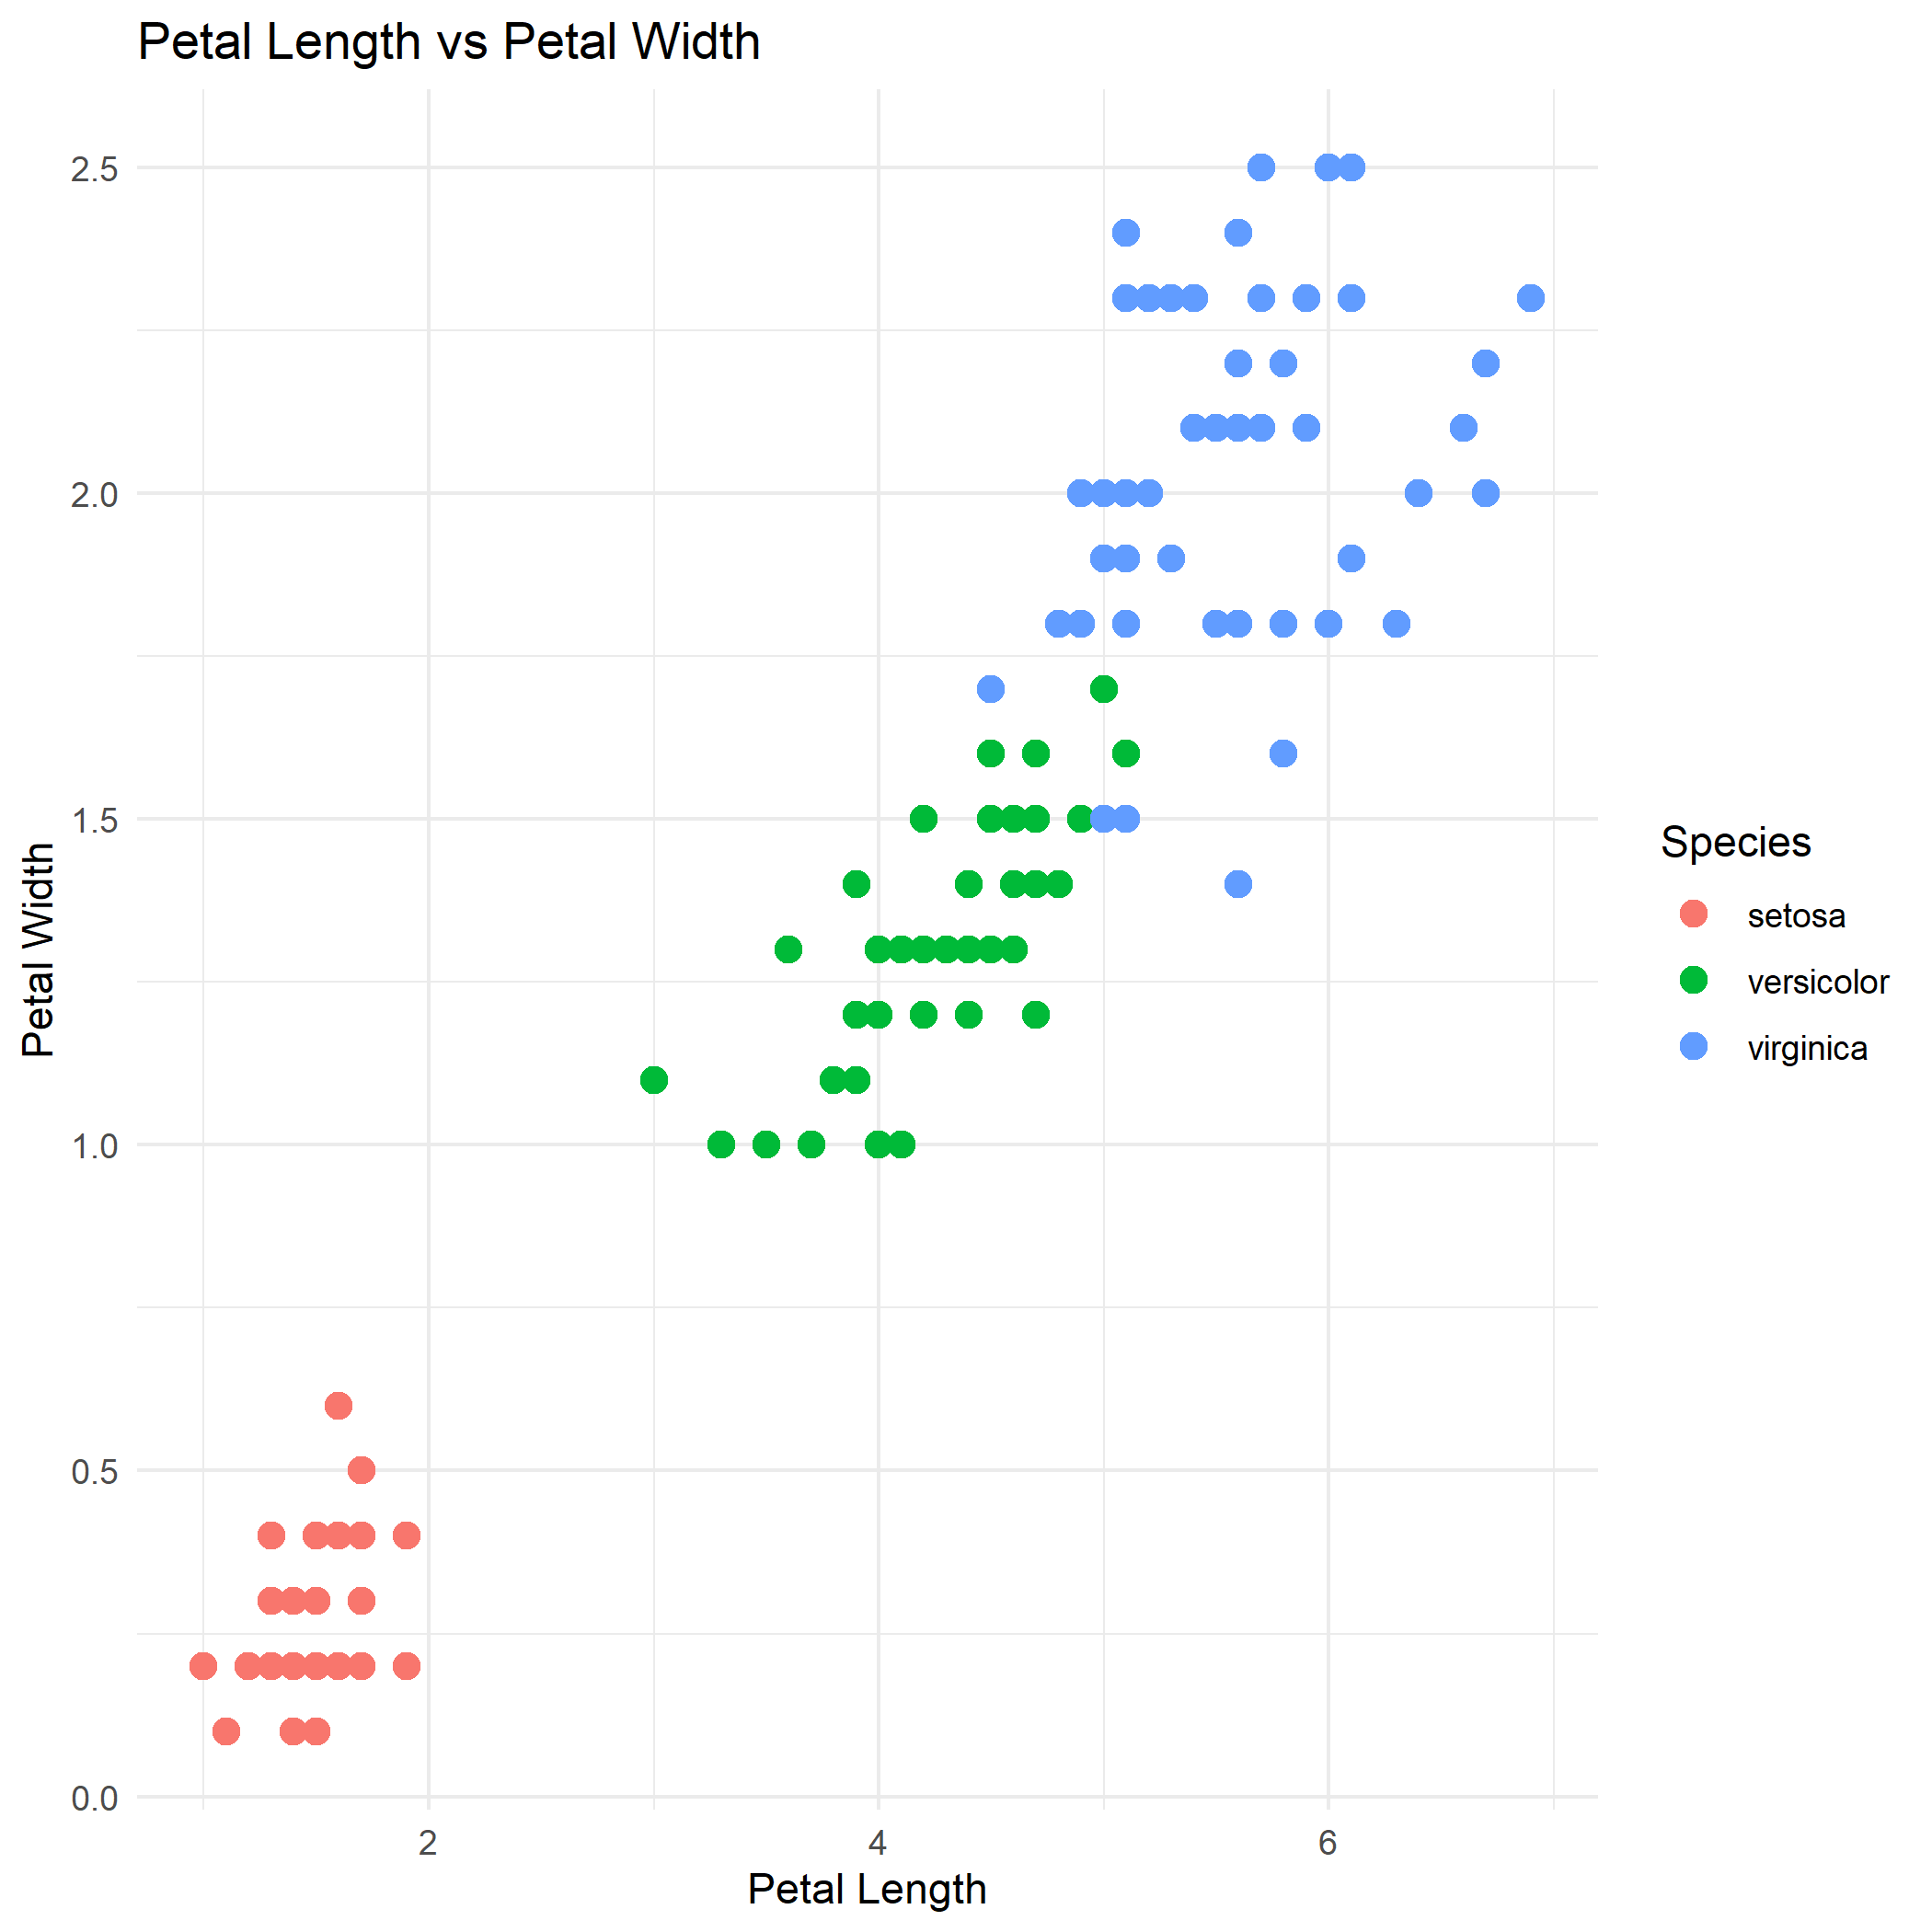 Petal Length vs Petal Width
2.5
2.0
1.5
1.0
0.5
0.0
Petal Width
2
4
6
Petal Length
Species
setosa
versicolor
virginica